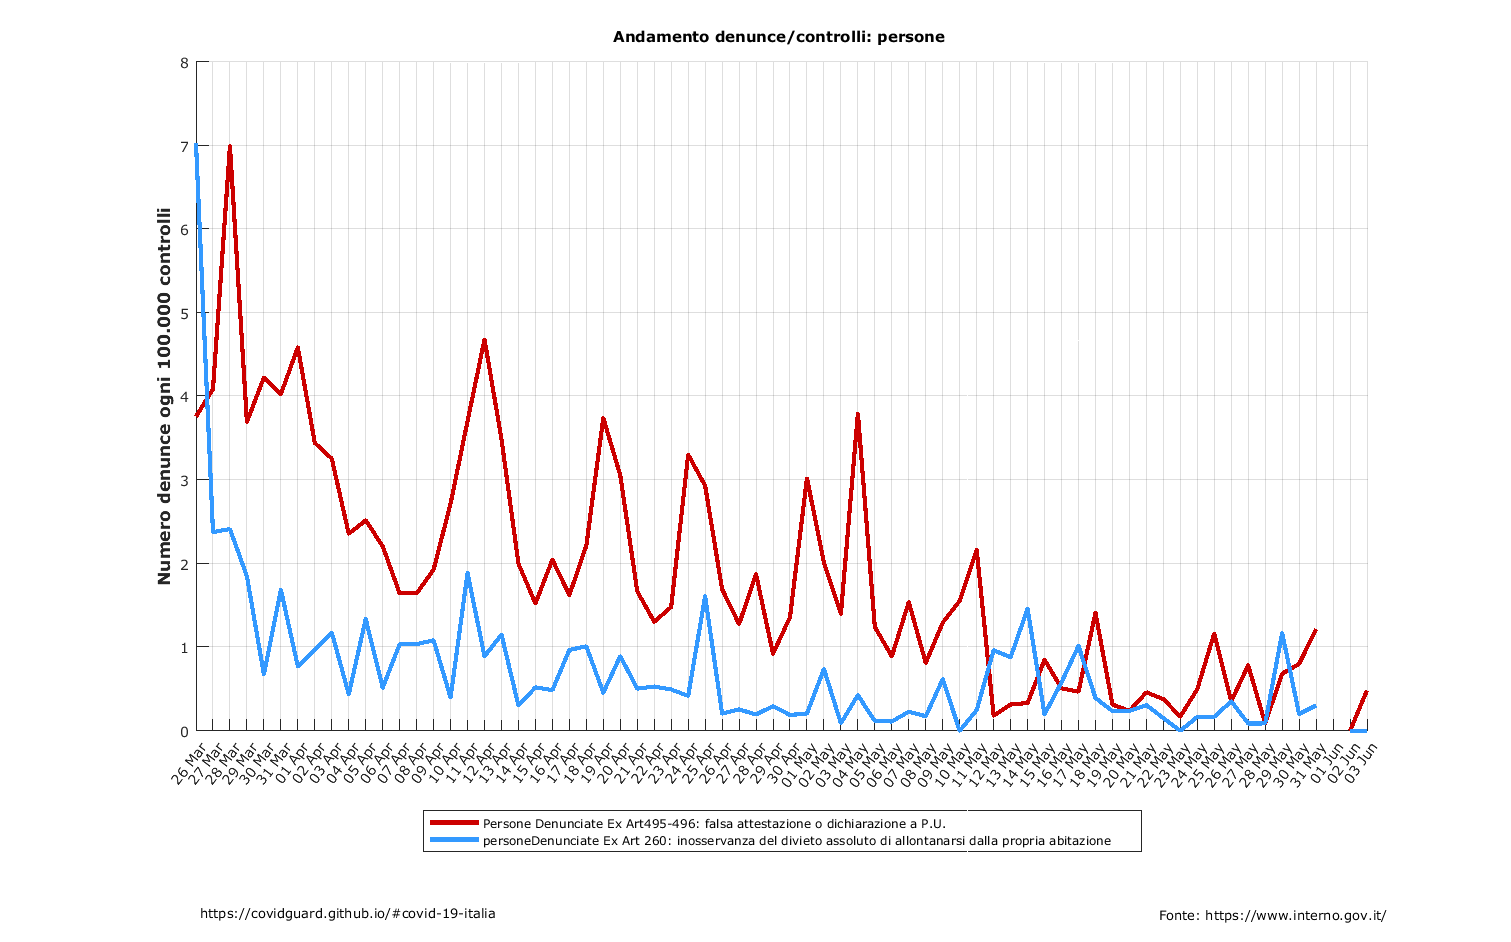 Andamento denunce/controlli: persone
Numero denunce ogni 100.000 controlli
8
7
6
5
4
3
2
1
0
26 Mar
27 Mar
28 Mar
29 Mar
30 Mar
31 Mar
01 Apr
02 Apr
03 Apr
04 Apr
05 Apr
06 Apr
07 Apr
08 Apr
09 Apr
10 Apr
11 Apr
12 Apr
13 Apr
14 Apr
15 Apr
16 Apr
17 Apr
18 Apr
19 Apr
20 Apr
21 Apr
22 Apr
23 Apr
24 Apr
25 Apr
26 Apr
27 Apr
28 Apr
29 Apr
30 Apr
01 May
02 May
03 May
04 May
05 May
06 May
07 May
08 May
09 May
10 May
11 May
12 May
13 May
14 May
15 May
16 May
17 May
18 May
19 May
20 May
21 May
22 May
23 May
24 May
25 May
26 May
27 May
28 May
29 May
30 May
31 May
01 Jun
02 Jun
03 Jun
Persone Denunciate Ex Art495-496: falsa attestazione o dichiarazione a P.U.
personeDenunciate Ex Art 260: inosservanza del divieto assoluto di allontanarsi dalla propria abitazione
https://covidguard.github.io/#covid-19-italia
Fonte: https://www.interno.gov.it/